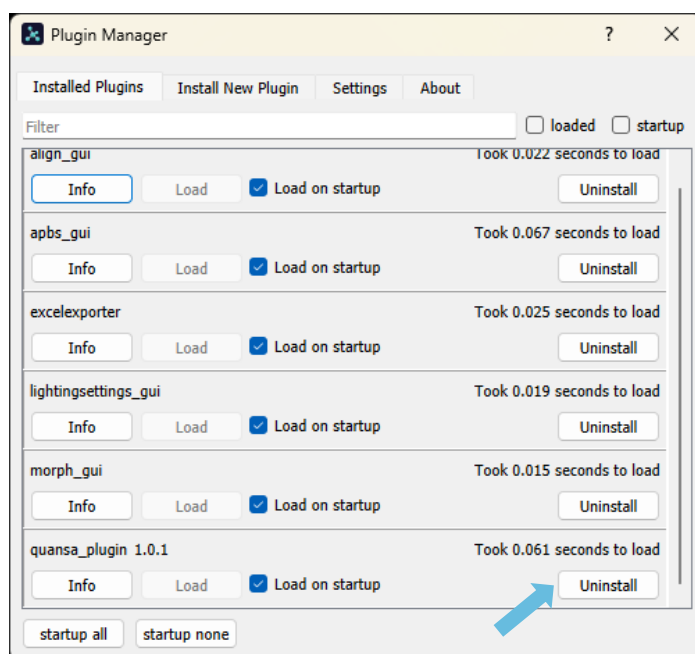 Plugin Manager ?
Installed Plugins Install New Plugin Settings About
Filter loaded startup
align_gui Took 0.022 seconds to load
Info Load Load on startup Uninstall
apbs_gui Took 0.067 seconds to load
Info Load Load on startup Uninstall
excelexporter Took 0.025 seconds to load
Info Load Load on startup Uninstall
lightingsettings_gui Took 0.019 seconds to load
Info Load Load on startup Uninstall
morph_gui Took 0.015 seconds to load
Info Load Load on startup Uninstall
quansa_plugin 1.0.1 Took 0.061 seconds to load
Info Load Load on startup Uninstall
startup all startup none